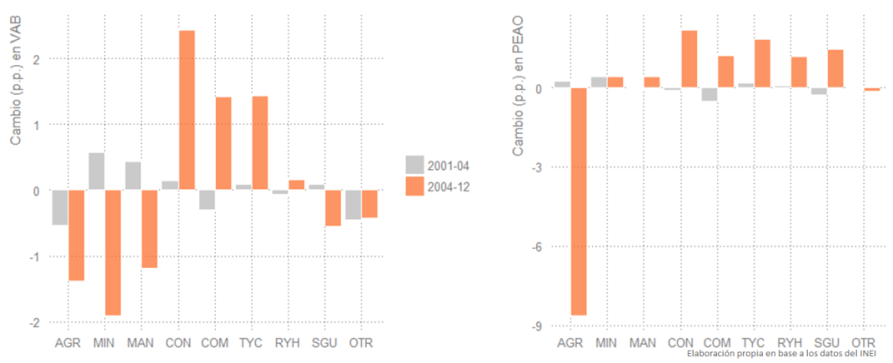 Cambio (p.p.) en VAB
2
1
0
-1
-2
AGR MIN MAN CON COM TYC RYH SGU OTR
2001-04
2004-12
Cambio (p.p.) en PEAO
0
-3
-6
-9
AGR MIN MAN CON COM TYC RYH SGU OTR
Elaboración propia en base a los datos del INEI